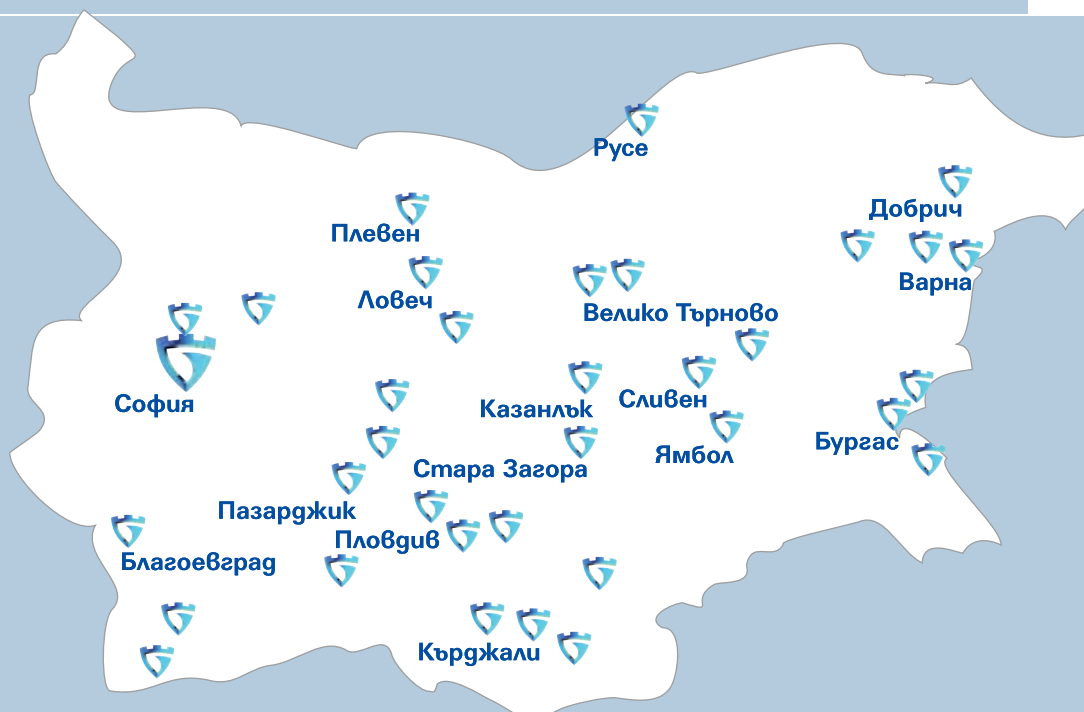 Русе
Добрич
Плевен
Варна
Ловеч
Велико Търново
София
Казанлък
Сливен
Бургас
Ямбол
Стара Загора
Пазарджик
Пловдив
Благоевград
Кърджали